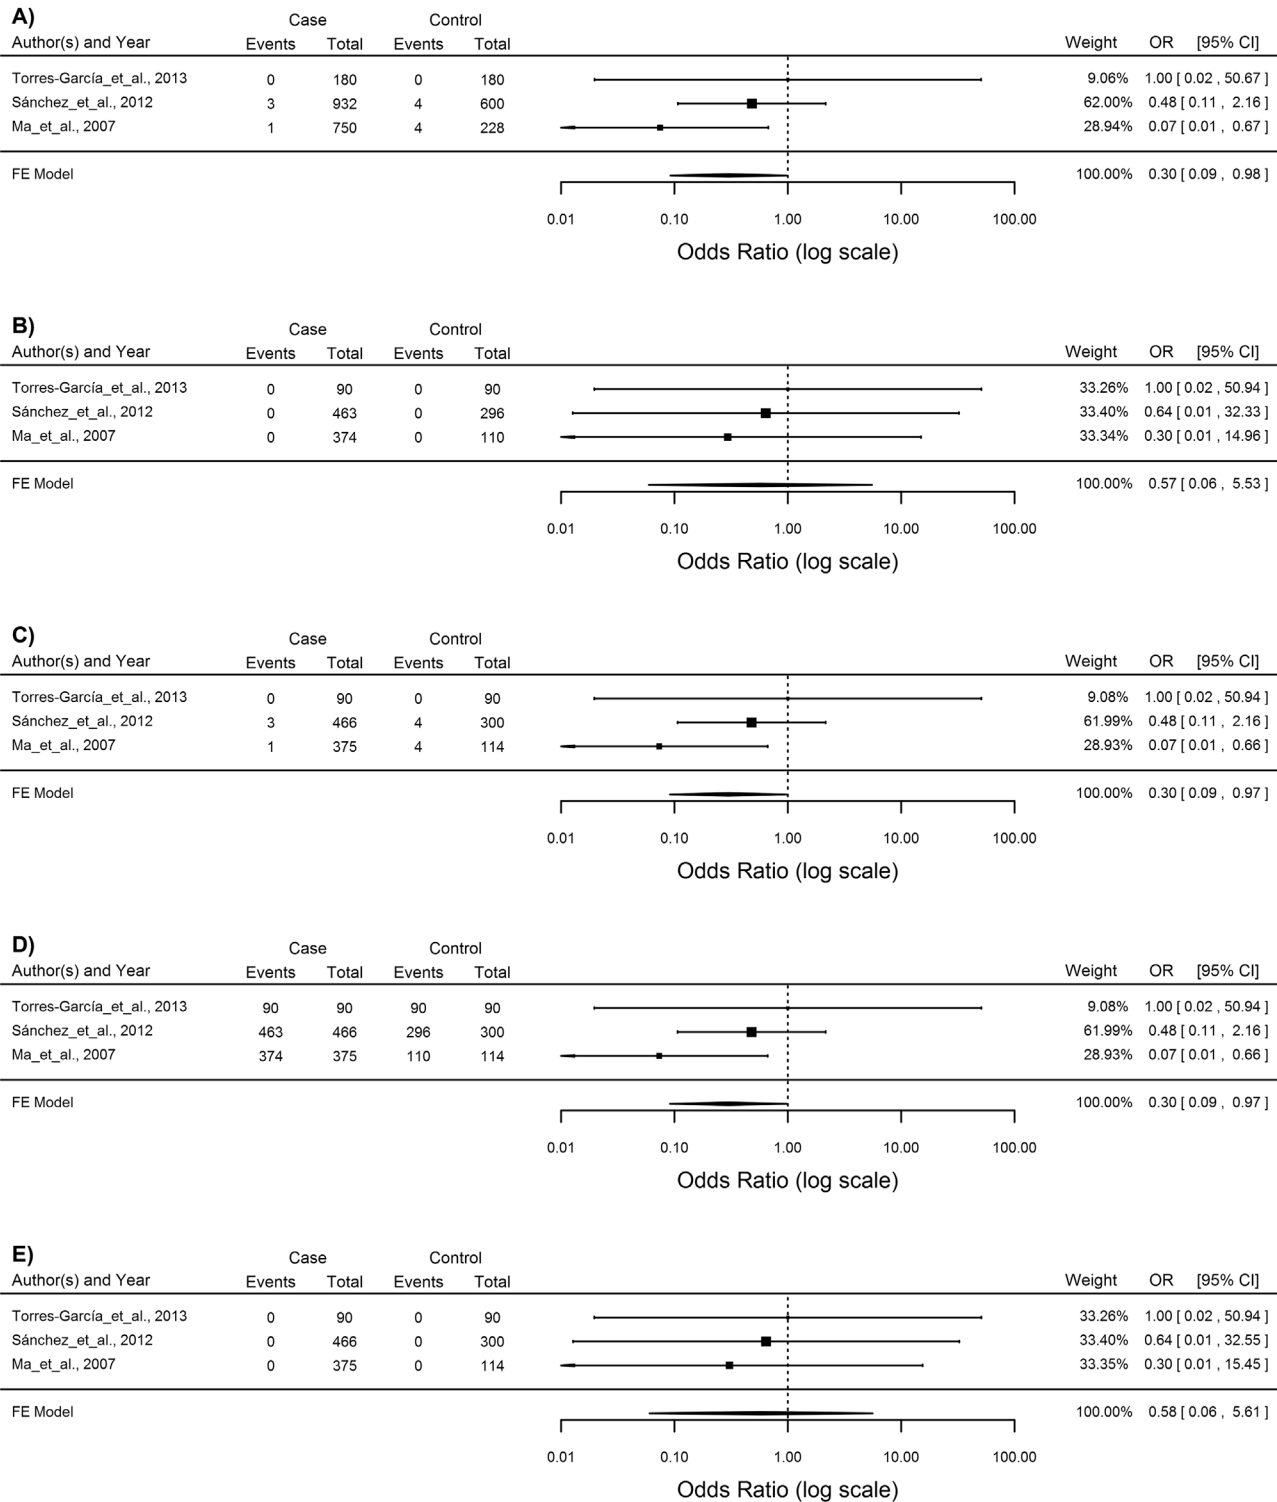 A)
Case Control
Author(s) and Year Events Total Events Total Weight OR [95% CI]
Torres-García_et_al., 2013 0 180 0 180 9.06% 1.00 [ 0.02 , 50.67 ]
Sánchez_et_al., 2012 3 932 4 600 62.00% 0.48 [ 0.11 , 2.16 ]
Ma_et_al., 2007 1 750 4 228 28.94% 0.07 [ 0.01 , 0.67 ]
FE Model 100.00% 0.30 [ 0.09 , 0.98 ]
0.01 0.10 1.00 10.00 100.00
Odds Ratio (log scale)
B)
Case Control
Author(s) and Year Events Total Events Total Weight OR [95% CI]
Torres-García_et_al., 2013 0 90 0 90 33.26% 1.00 [ 0.02 , 50.94 ]
Sánchez_et_al., 2012 0 463 0 296 33.40% 0.64 [ 0.01 , 32.33 ]
Ma_et_al., 2007 0 374 0 110 33.34% 0.30 [ 0.01 , 14.96 ]
FE Model 100.00% 0.57 [ 0.06 , 5.53 ]
0.01 0.10 1.00 10.00 100.00
Odds Ratio (log scale)
C)
Case Control
Author(s) and Year Events Total Events Total Weight OR [95% CI]
Torres-García_et_al., 2013 0 90 0 90 9.08% 1.00 [ 0.02 , 50.94 ]
Sánchez_et_al., 2012 3 466 4 300 61.99% 0.48 [ 0.11 , 2.16 ]
Ma_et_al., 2007 1 375 4 114 28.93% 0.07 [ 0.01 , 0.66 ]
FE Model 100.00% 0.30 [ 0.09 , 0.97 ]
0.01 0.10 1.00 10.00 100.00
Odds Ratio (log scale)
D)
Case Control
Author(s) and Year Events Total Events Total Weight OR [95% CI]
Torres-García_et_al., 2013 90 90 90 90 9.08% 1.00 [ 0.02 , 50.94 ]
Sánchez_et_al., 2012 463 466 296 300 61.99% 0.48 [ 0.11 , 2.16 ]
Ma_et_al., 2007 374 375 110 114 28.93% 0.07 [ 0.01 , 0.66 ]
FE Model 100.00% 0.30 [ 0.09 , 0.97 ]
0.01 0.10 1.00 10.00 100.00
Odds Ratio (log scale)
E)
Case Control
Author(s) and Year Events Total Events Total Weight OR [95% CI]
Torres-García_et_al., 2013 0 90 0 90 33.26% 1.00 [ 0.02 , 50.94 ]
Sánchez_et_al., 2012 0 466 0 300 33.40% 0.64 [ 0.01 , 32.55 ]
Ma_et_al., 2007 0 375 0 114 33.35% 0.30 [ 0.01 , 15.45 ]
FE Model 100.00% 0.58 [ 0.06 , 5.61 ]
0.01 0.10 1.00 10.00 100.00
Odds Ratio (log scale)